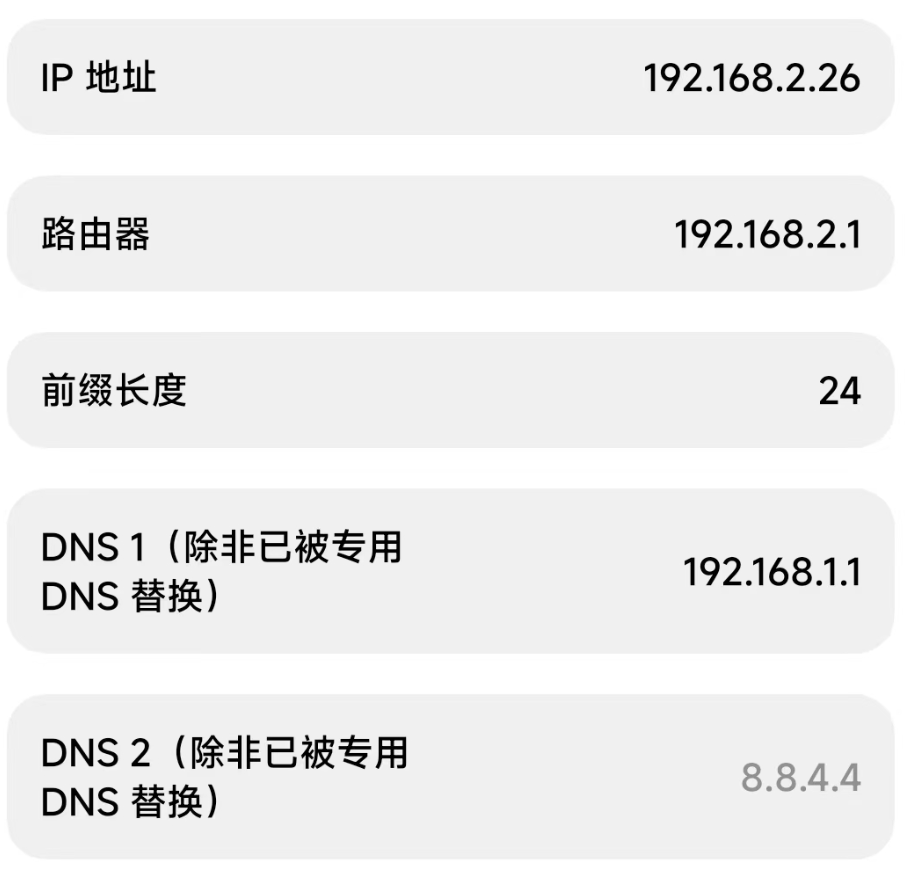 IP 地址
192.168.2.26
路由器
192.168.2.1
前缀长度
24
DNS 1（除非已被专用
DNS 替换）
192.168.1.1
DNS 2（除非已被专用
DNS 替换）
8.8.4.4